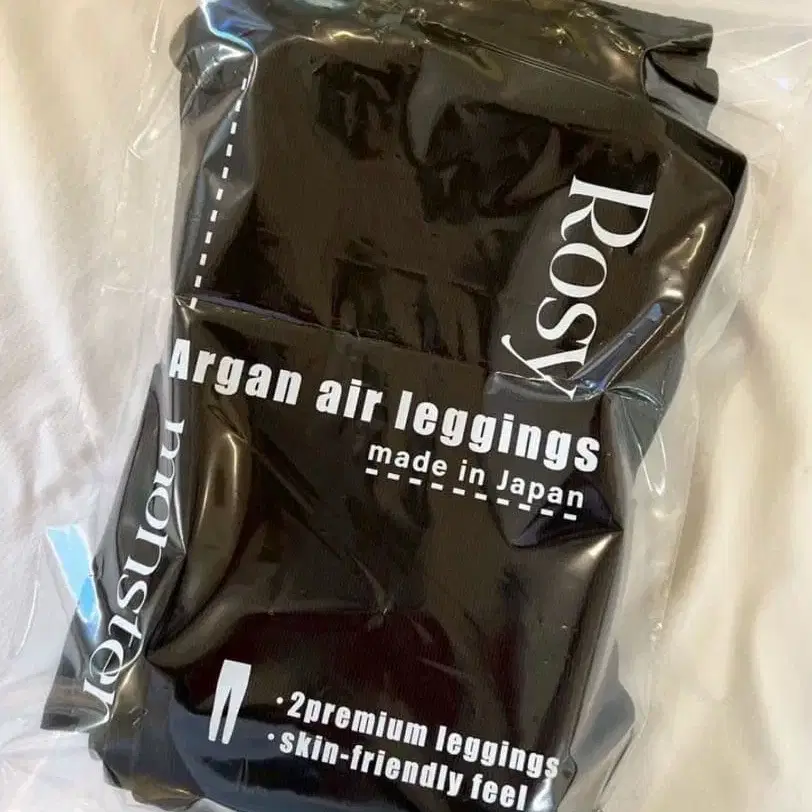 Rosy
Argan air leggings
made in Japan
monster
·2premium leggings
·skin-friendly feel